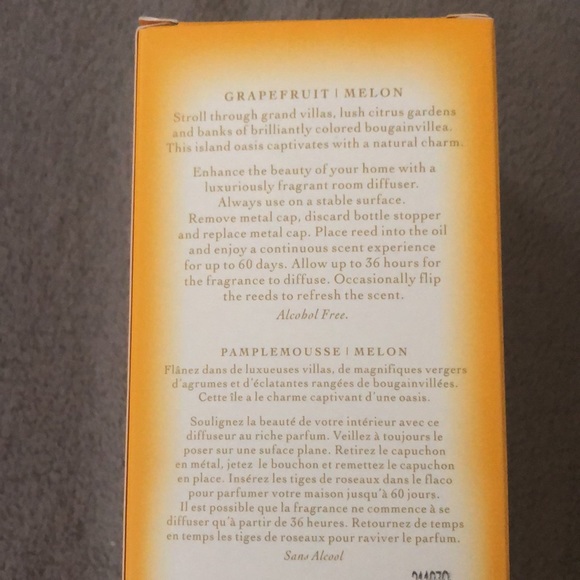 GRAPEFRUIT | MELON
Stroll through grand villas, lush citrus gardens
and banks of brilliantly colored bougainvillea.
This island oasis captivates with a natural charm.
Enhance the beauty of your home with a
luxuriously fragrant room diffuser.
Always use on a stable surface.
Remove metal cap, discard bottle stopper
and replace metal cap. Place reed into the oil
and enjoy a continuous scent experience
for up to 60 days. Allow up to 36 hours for
the fragrance to diffuse. Occasionally flip
the reeds to refresh the scent.
Alcohol Free.
PAMPLEMOUSSE | MELON
Flânez dans de luxueuses villas, de magnifiques vergers
d'agrumes et d'éclatantes rangées de bougainvillées.
Cette île a le charme captivant d'une oasis.
Soulignez la beauté de votre intérieur avec ce
diffuseur au riche parfum. Veillez à toujours le
poser sur une suface plane. Retirez le capuchon
en métal, jetez le bouchon et remettez le capuchon
en place. Insérez les tiges de roseaux dans le flaco
pour parfumer votre maison jusqu'à 60 jours.
Il est possible que la fragrance ne commence à se
diffuser qu'à partir de 36 heures. Retournez de temps
en temps les tiges de roseaux pour raviver le parfum.
Sans Alcool